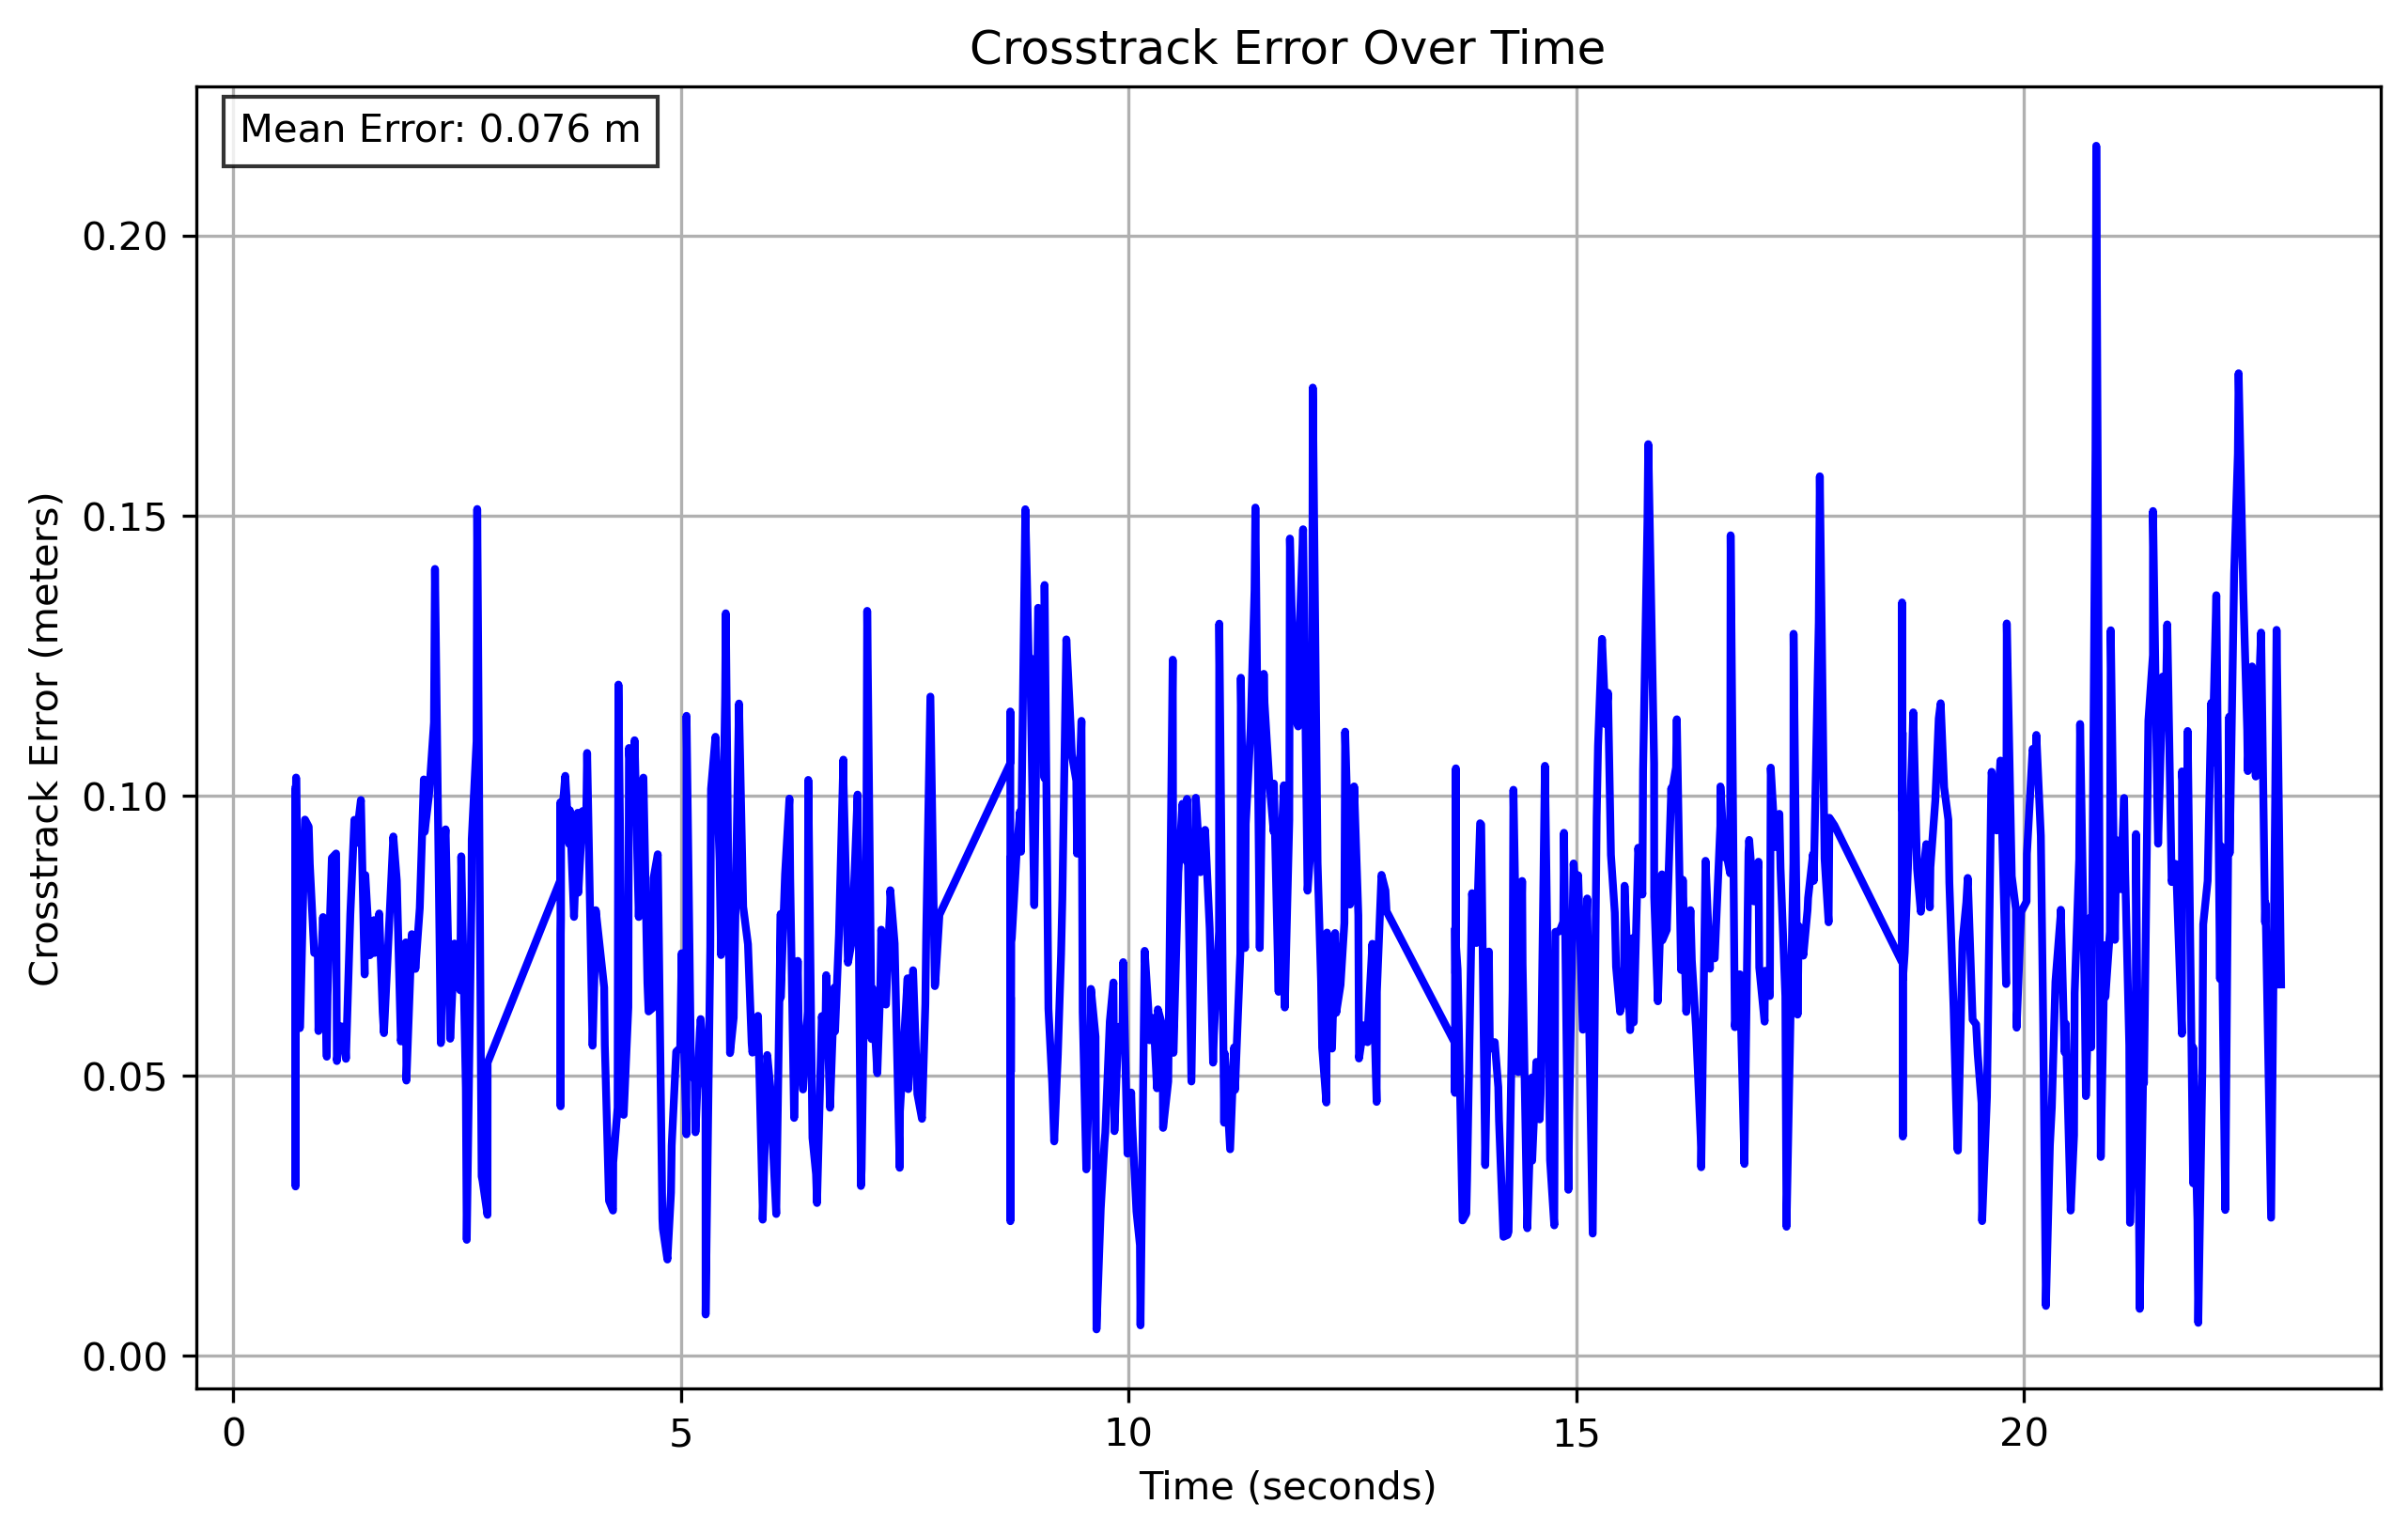 Crosstrack Error Over Time
Mean Error: 0.076 m
Crosstrack Error (meters)
0.20
0.15
0.10
0.05
0.00
0 5 10 15 20
Time (seconds)